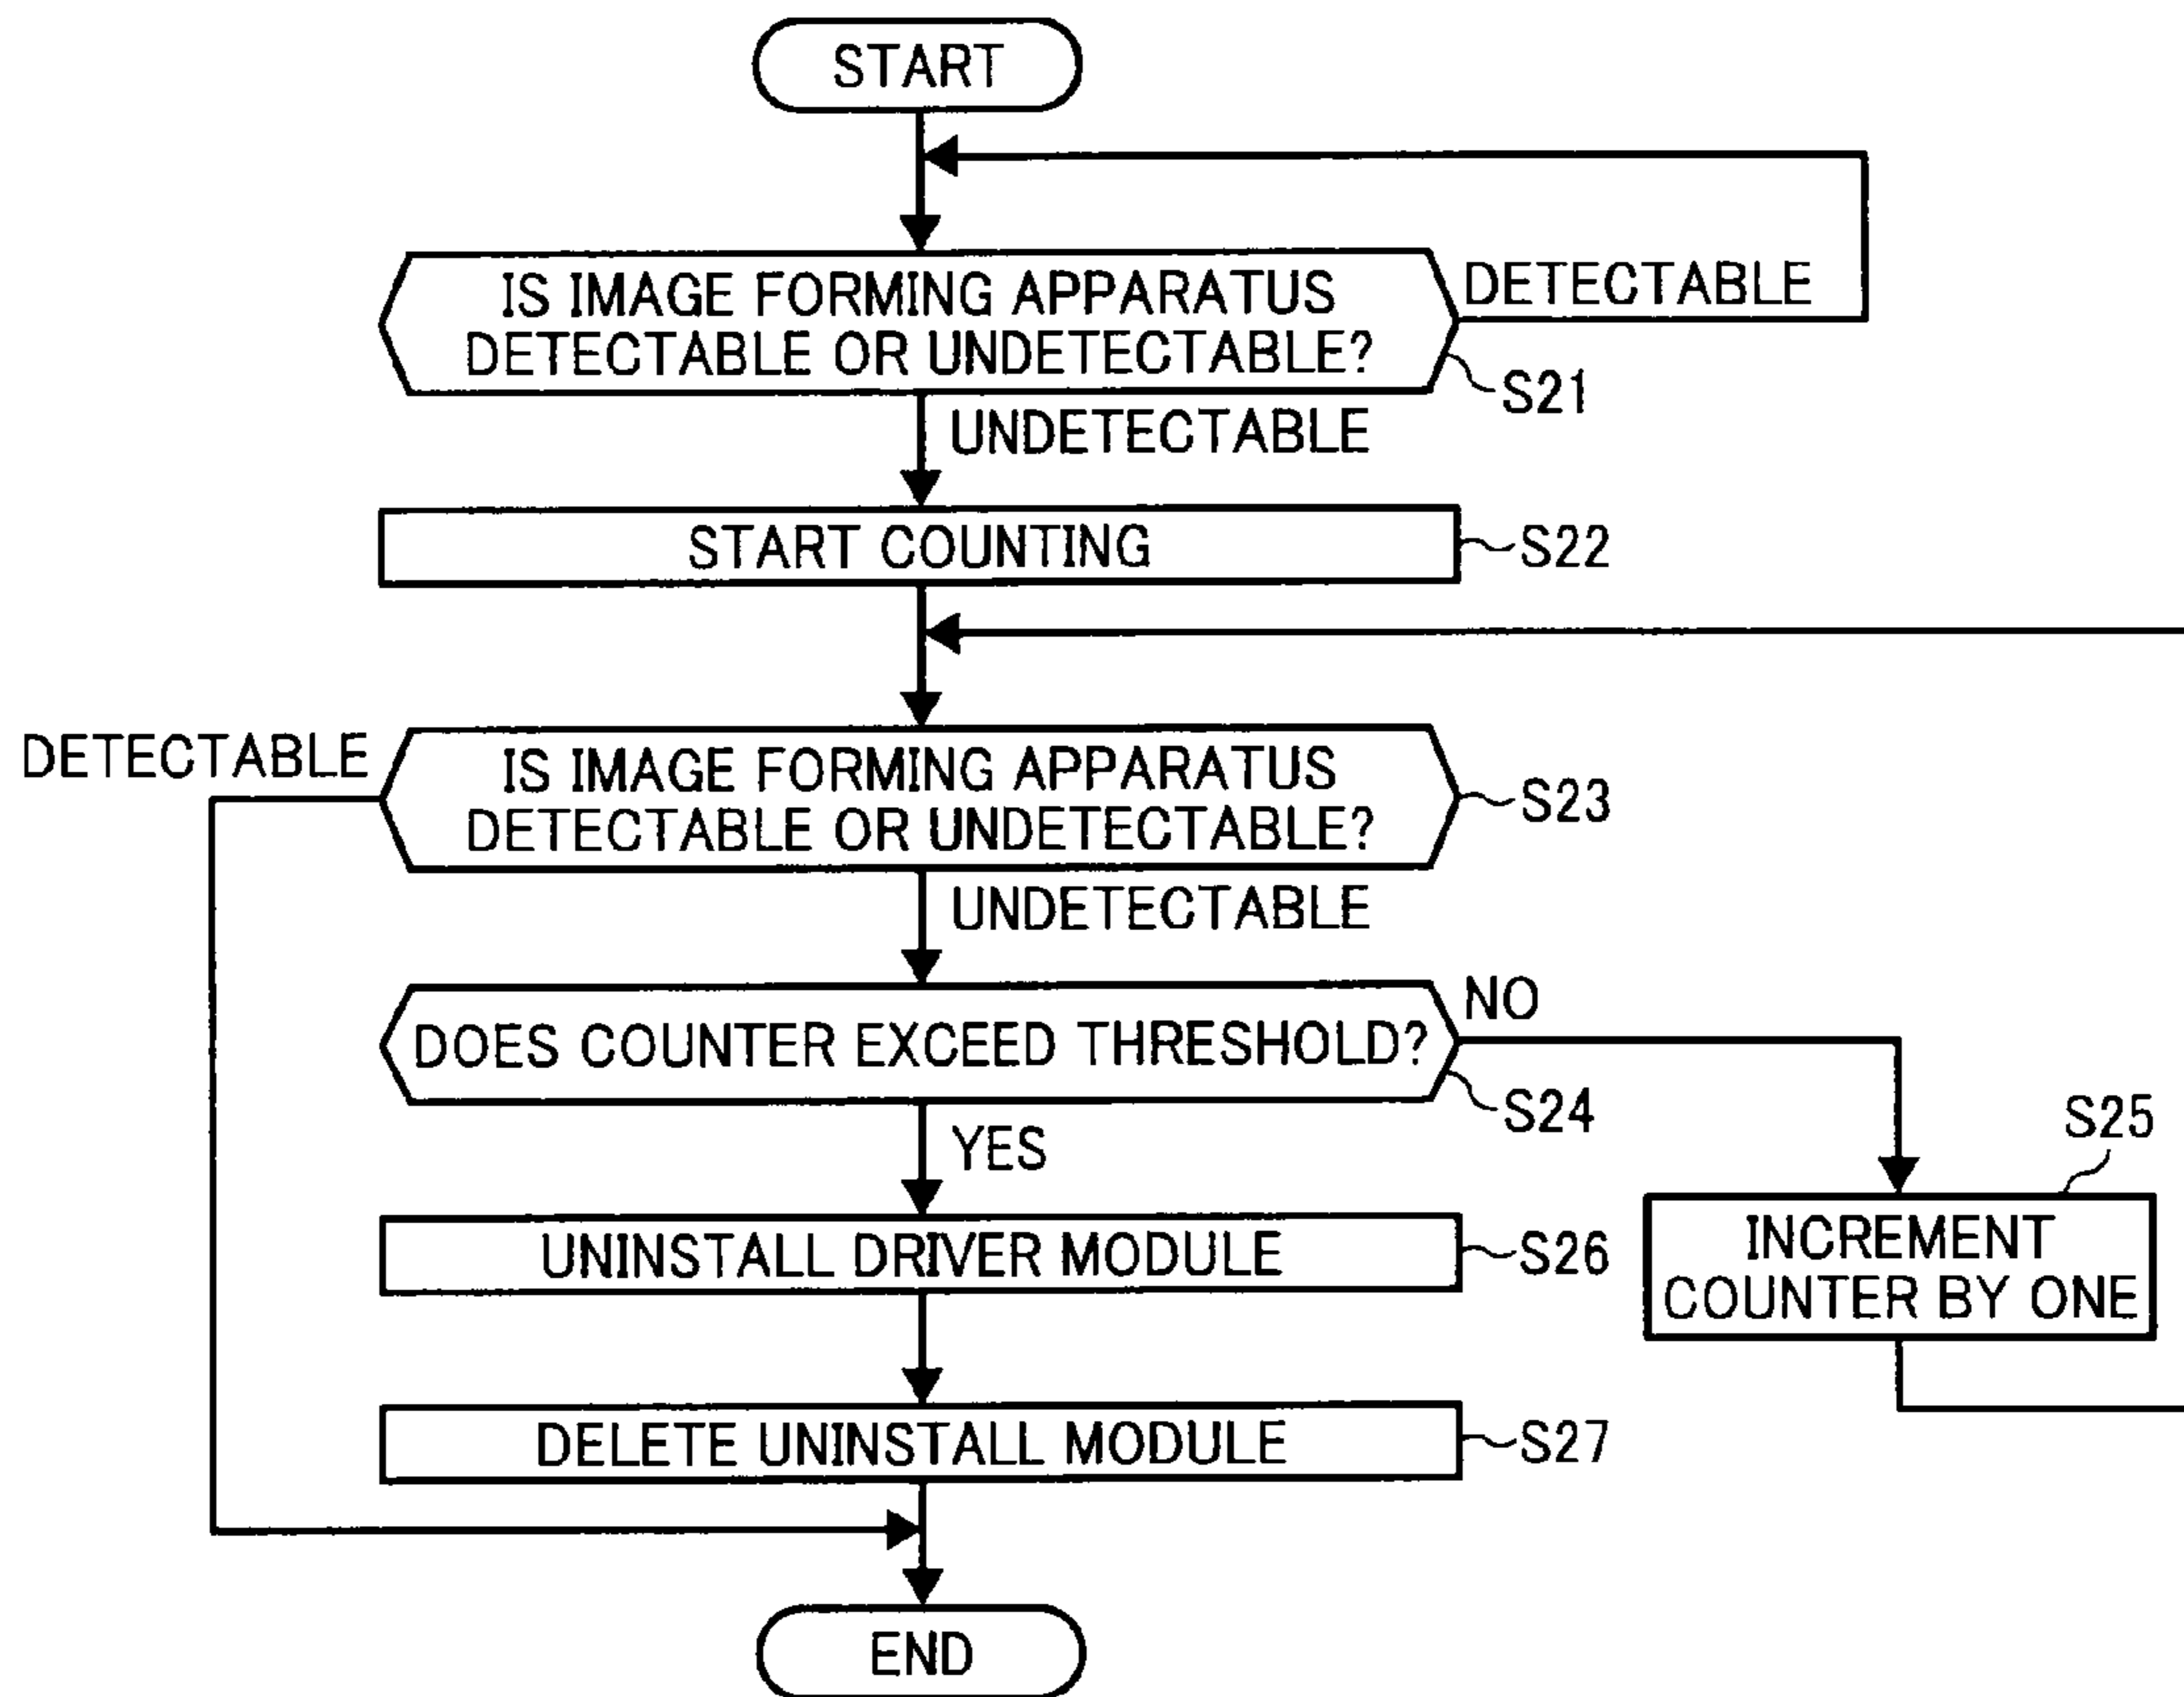 START
IS IMAGE FORMING APPARATUS
DETECTABLE OR UNDETECTABLE?
DETECTABLE
S21
UNDETECTABLE
START COUNTING
S22
DETECTABLE
IS IMAGE FORMING APPARATUS
DETECTABLE OR UNDETECTABLE?
S23
UNDETECTABLE
DOES COUNTER EXCEED THRESHOLD?
NO
S24
YES
S25
INCREMENT
COUNTER BY ONE
UNINSTALL DRIVER MODULE
S26
DELETE UNINSTALL MODULE
S27
END